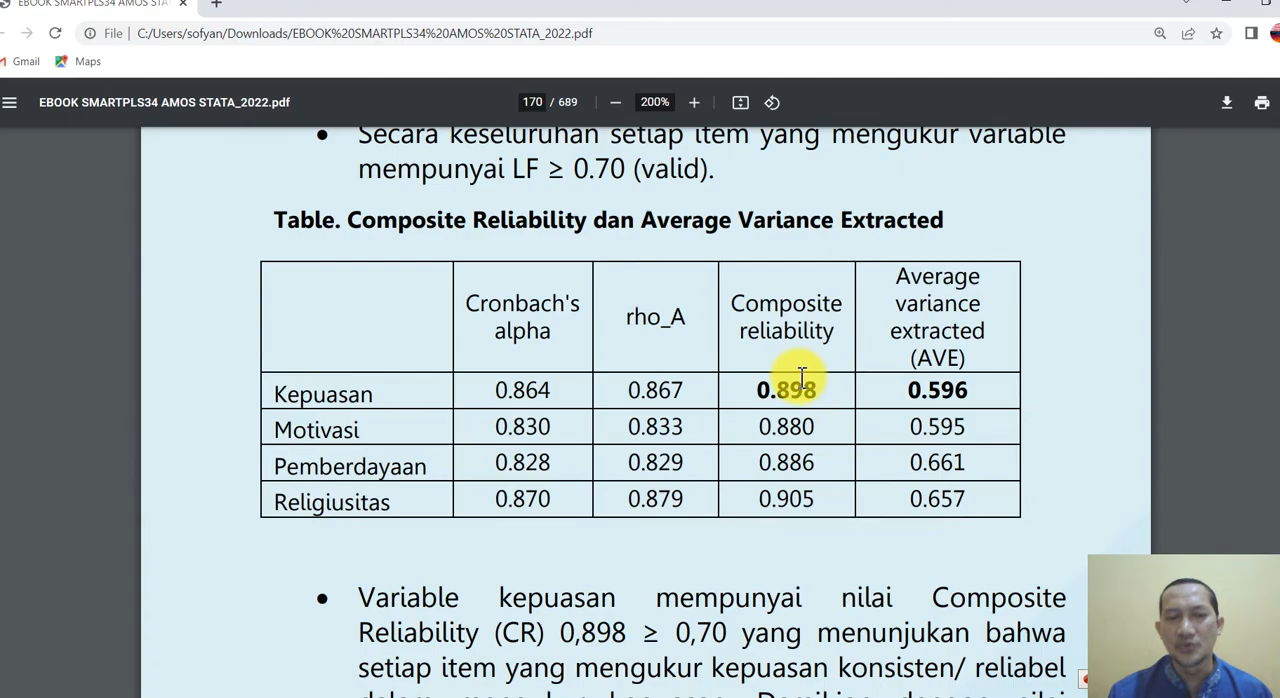 EBOOK SMARTPLS34 AMOS STAT
File | C:/Users/sofyan/Downloads/EBOOK%20SMARTPLS34%20AMOS%20STATA_2022.pdf
Gmail Maps
EBOOK SMARTPLS34 AMOS STATA_2022.pdf 170 / 689 200%
• Secara keseluruhan setiap item yang mengukur variable
mempunyai LF ≥ 0.70 (valid).
Table. Composite Reliability dan Average Variance Extracted
Cronbach's alpha rho_A Composite reliability Average variance extracted (AVE)
Kepuasan 0.864 0.867 0.898 0.596
Motivasi 0.830 0.833 0.880 0.595
Pemberdayaan 0.828 0.829 0.886 0.661
Religiusitas 0.870 0.879 0.905 0.657
• Variable kepuasan mempunyai nilai Composite
Reliability (CR) 0,898 ≥ 0,70 yang menunjukan bahwa
setiap item yang mengukur kepuasan konsisten/ reliabel